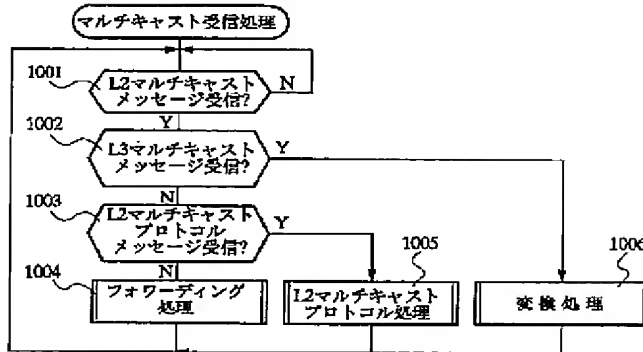 マルチキャスト受信処理
1001
L2マルチキャスト
メッセージ受信?
N
Y
1002
L3マルチキャスト
メッセージ受信?
Y
N
1003
L2マルチキャスト
プロトコル
メッセージ受信?
Y
N
1004
フォワーディング
処理
1005
L2マルチキャスト
プロトコル処理
1006
変換処理